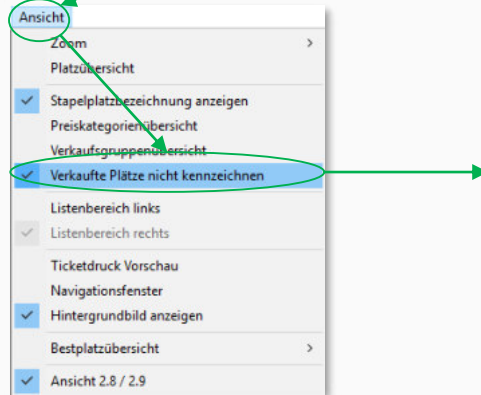 Ansicht
Zoom
Platzübersicht
Stapelplatzbezeichnung anzeigen
Preiskategorienübersicht
Verkaufsgruppenübersicht
Verkaufte Plätze nicht kennzeichnen
Listenbereich links
Listenbereich rechts
Ticketdruck Vorschau
Navigationsfenster
Hintergrundbild anzeigen
Bestplatzübersicht
Ansicht 2.8 / 2.9